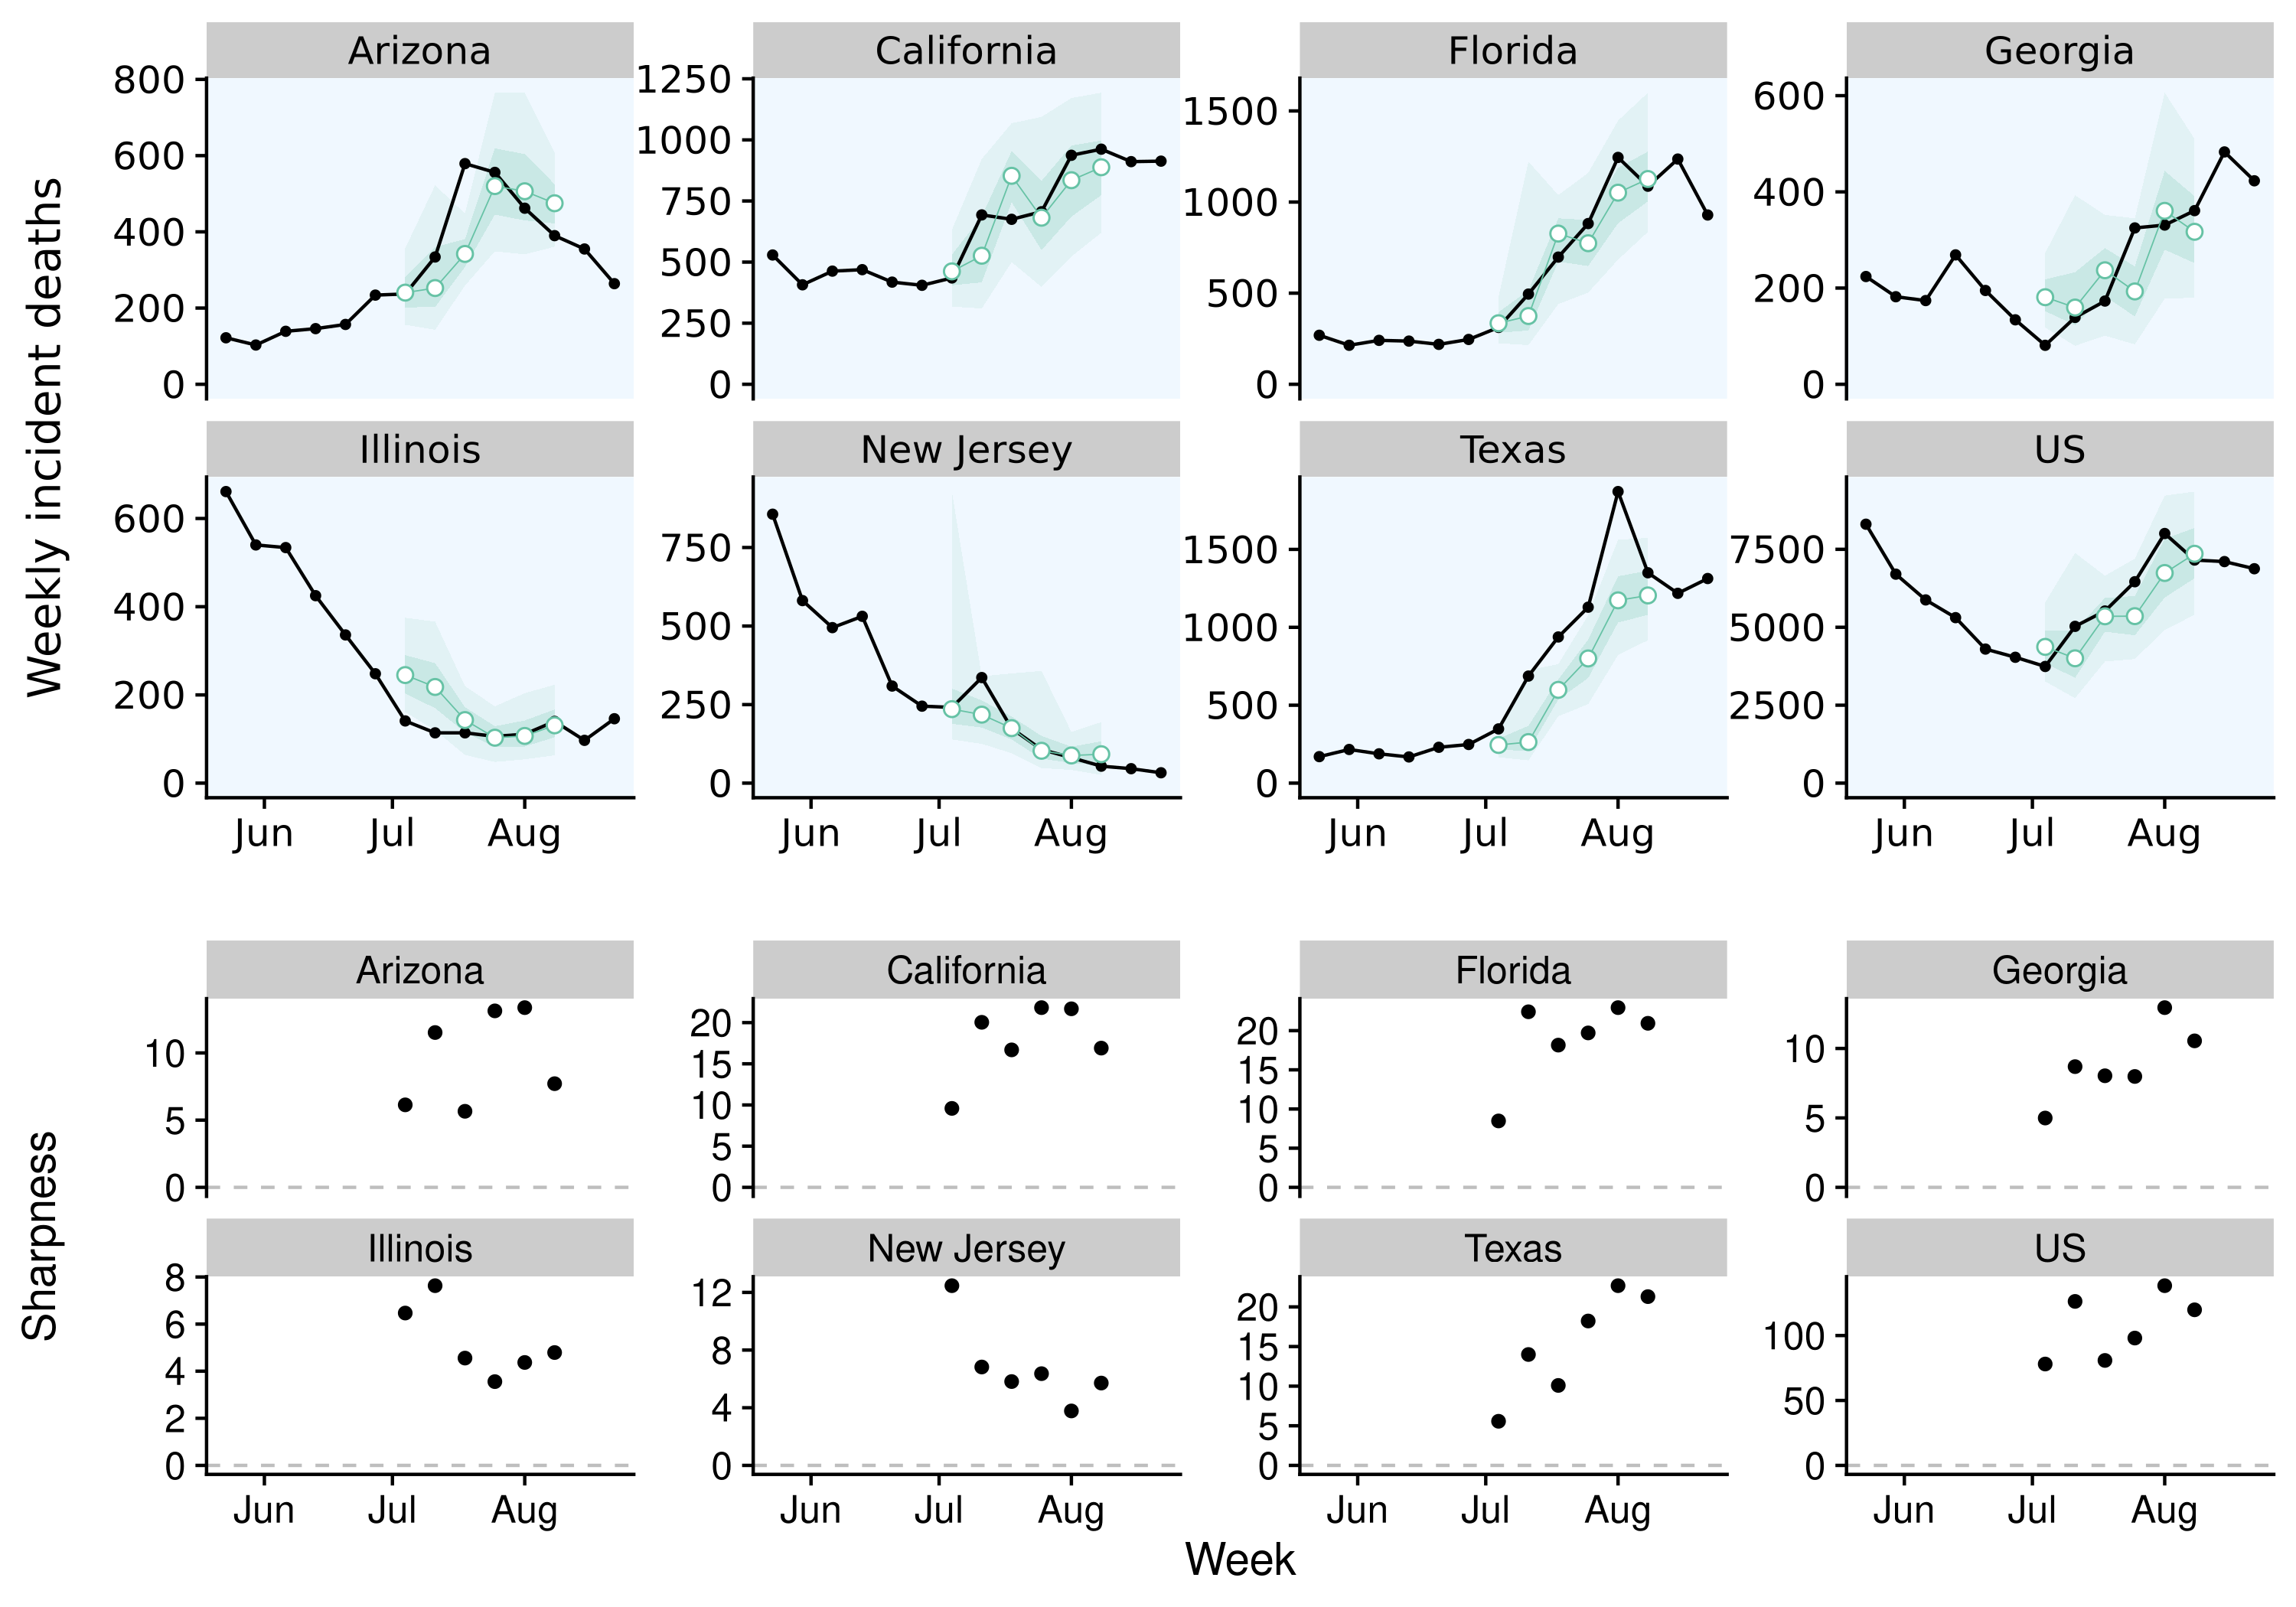 Arizona California Florida Georgia
800 600 400 200 0
1250 1000 750 500 250 0
1500 1000 500 0
600 400 200 0
Weekly incident deaths
Illinois New Jersey Texas US
600 400 200 0
750 500 250 0
1500 1000 500 0
7500 5000 2500 0
Jun Jul Aug Jun Jul Aug Jun Jul Aug Jun Jul Aug
Arizona California Florida Georgia
10 5 0
20 15 10 5 0
20 15 10 5 0
10 5 0
Sharpness
Illinois New Jersey Texas US
8 6 4 2 0
12 8 4 0
20 15 10 5 0
100 50 0
Jun Jul Aug Jun Jul Aug Jun Jul Aug Jun Jul Aug
Week